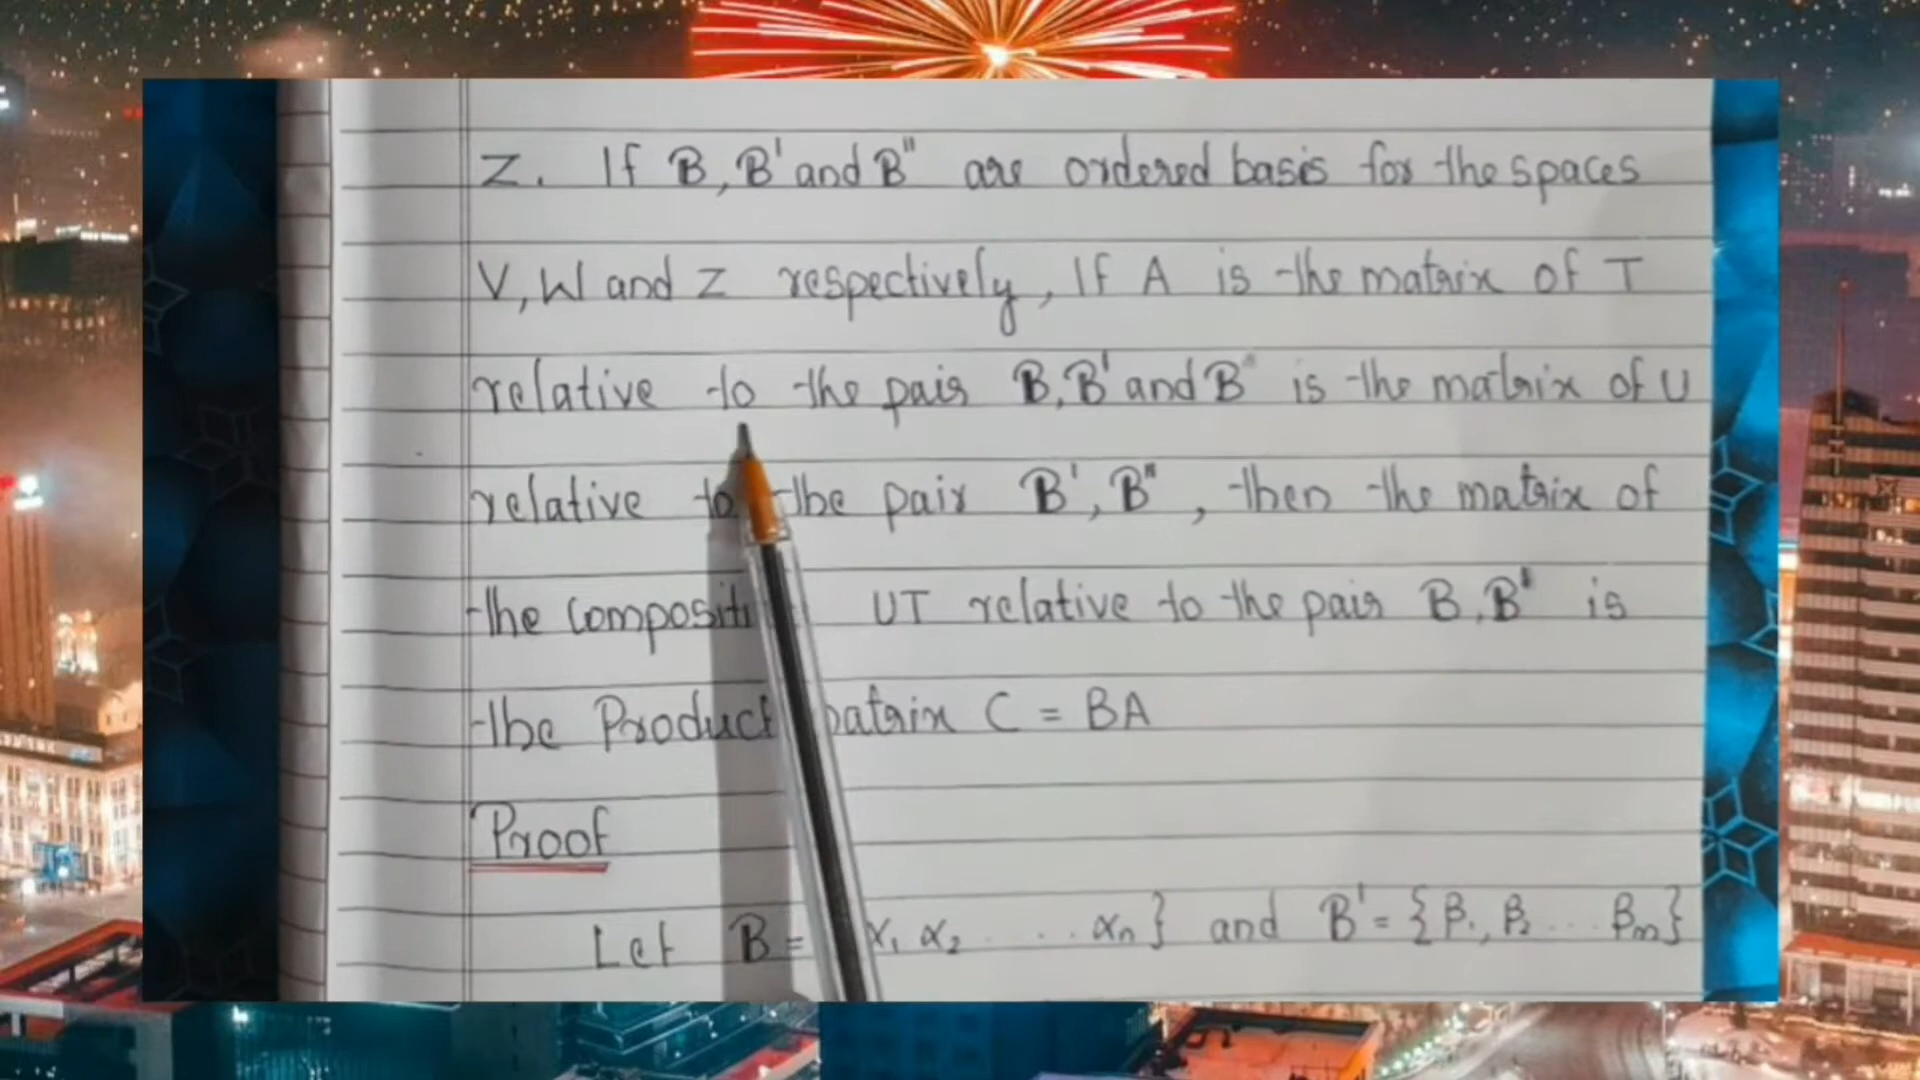 Z. If B, B' and B" are ordered basis for the spaces
V, W and Z respectively, If A is the matrix of T
relative to the pair B, B' and B" is the matrix of U
relative to the pair B', B", then the matrix of
the UT relative to the pair B, B" is
the Product C = BA
Proof
Let B = α₁ α₂ . . . . αn} and B' = {β₁, β₂ ... βm}